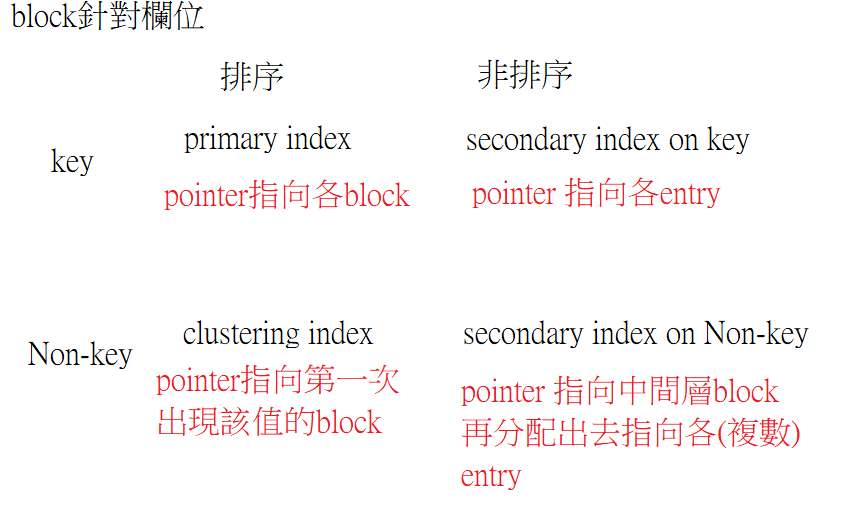 block針對欄位
排序
非排序
key
primary index
secondary index on key
pointer指向各block
pointer 指向各entry
Non-key
clustering index
secondary index on Non-key
pointer指向第一次
出現該值的block
pointer 指向中間層block
再分配出去指向各(複數)
entry